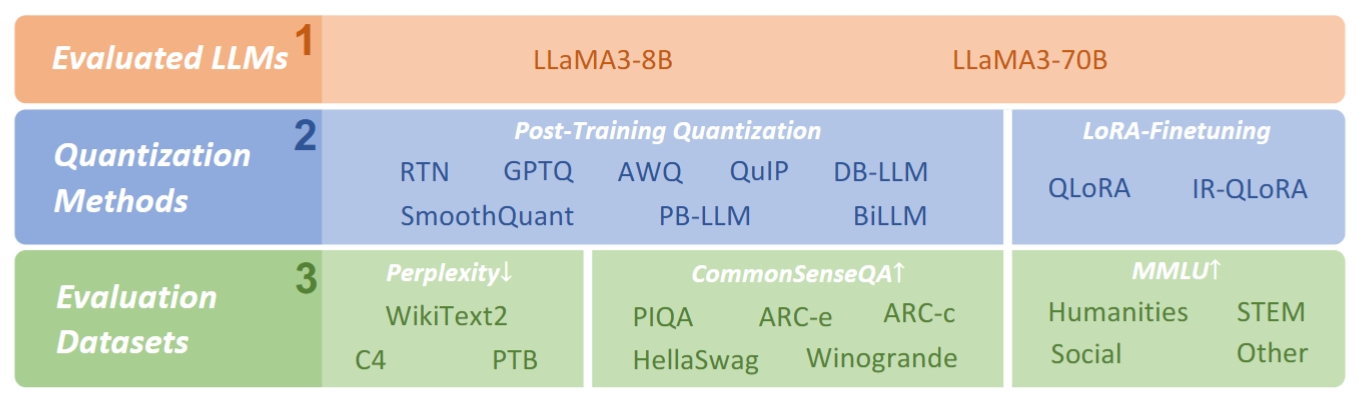 Evaluated LLMs 1
LLaMA3-8B LLaMA3-70B
Quantization Methods 2
Post-Training Quantization
RTN GPTQ AWQ QuIP DB-LLM
SmoothQuant PB-LLM BiLLM
LoRA-Finetuning
QLoRA IR-QLoRA
Evaluation Datasets 3
Perplexity↓
WikiText2
C4 PTB
CommonSenseQA↑
PIQA ARC-e ARC-c
HellaSwag Winogrande
MMLU↑
Humanities STEM
Social Other